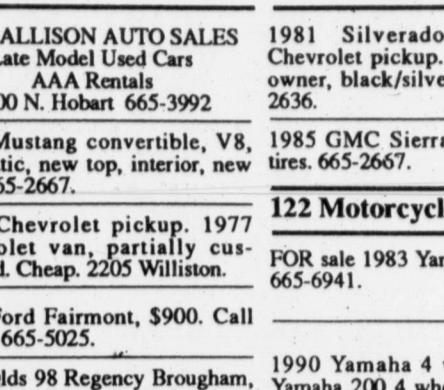 ALLISON AUTO SALES
Late Model Used Cars
AAA Rentals
00 N. Hobart 665-3992
Mustang convertible, V8,
tic, new top, interior, new
65-2667.
Chevrolet pickup. 1977
olet van, partially cus-
d. Cheap. 2205 Williston.
Ford Fairmont, $900. Call
665-5025.
lds 98 Regency Brougham,
1981 Silverado
Chevrolet pickup.
owner, black/silve
2636.
1985 GMC Sierra
tires. 665-2667.
122 Motorcycl
FOR sale 1983 Yam
665-6941.
1990 Yamaha 4 w
Yamaha 200 4 whe